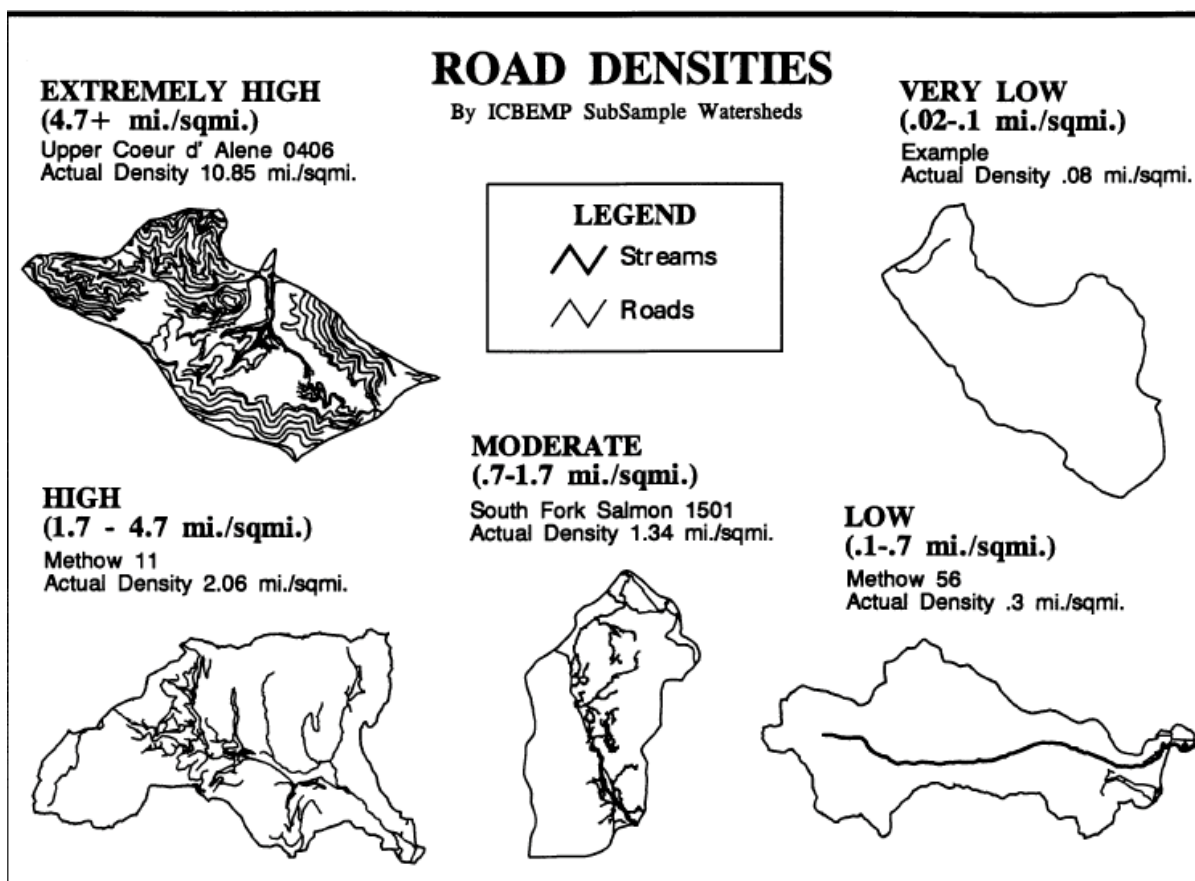 ROAD DENSITIES
By ICBEMP SubSample Watersheds
EXTREMELY HIGH
(4.7+ mi./sqmi.)
Upper Coeur d' Alene 0406
Actual Density 10.85 mi./sqmi.
VERY LOW
(.02-.1 mi./sqmi.)
Example
Actual Density .08 mi./sqmi.
LEGEND
Streams
Roads
HIGH
(1.7 - 4.7 mi./sqmi.)
Methow 11
Actual Density 2.06 mi./sqmi.
MODERATE
(.7-1.7 mi./sqmi.)
South Fork Salmon 1501
Actual Density 1.34 mi./sqmi.
LOW
(.1-.7 mi./sqmi.)
Methow 56
Actual Density .3 mi./sqmi.